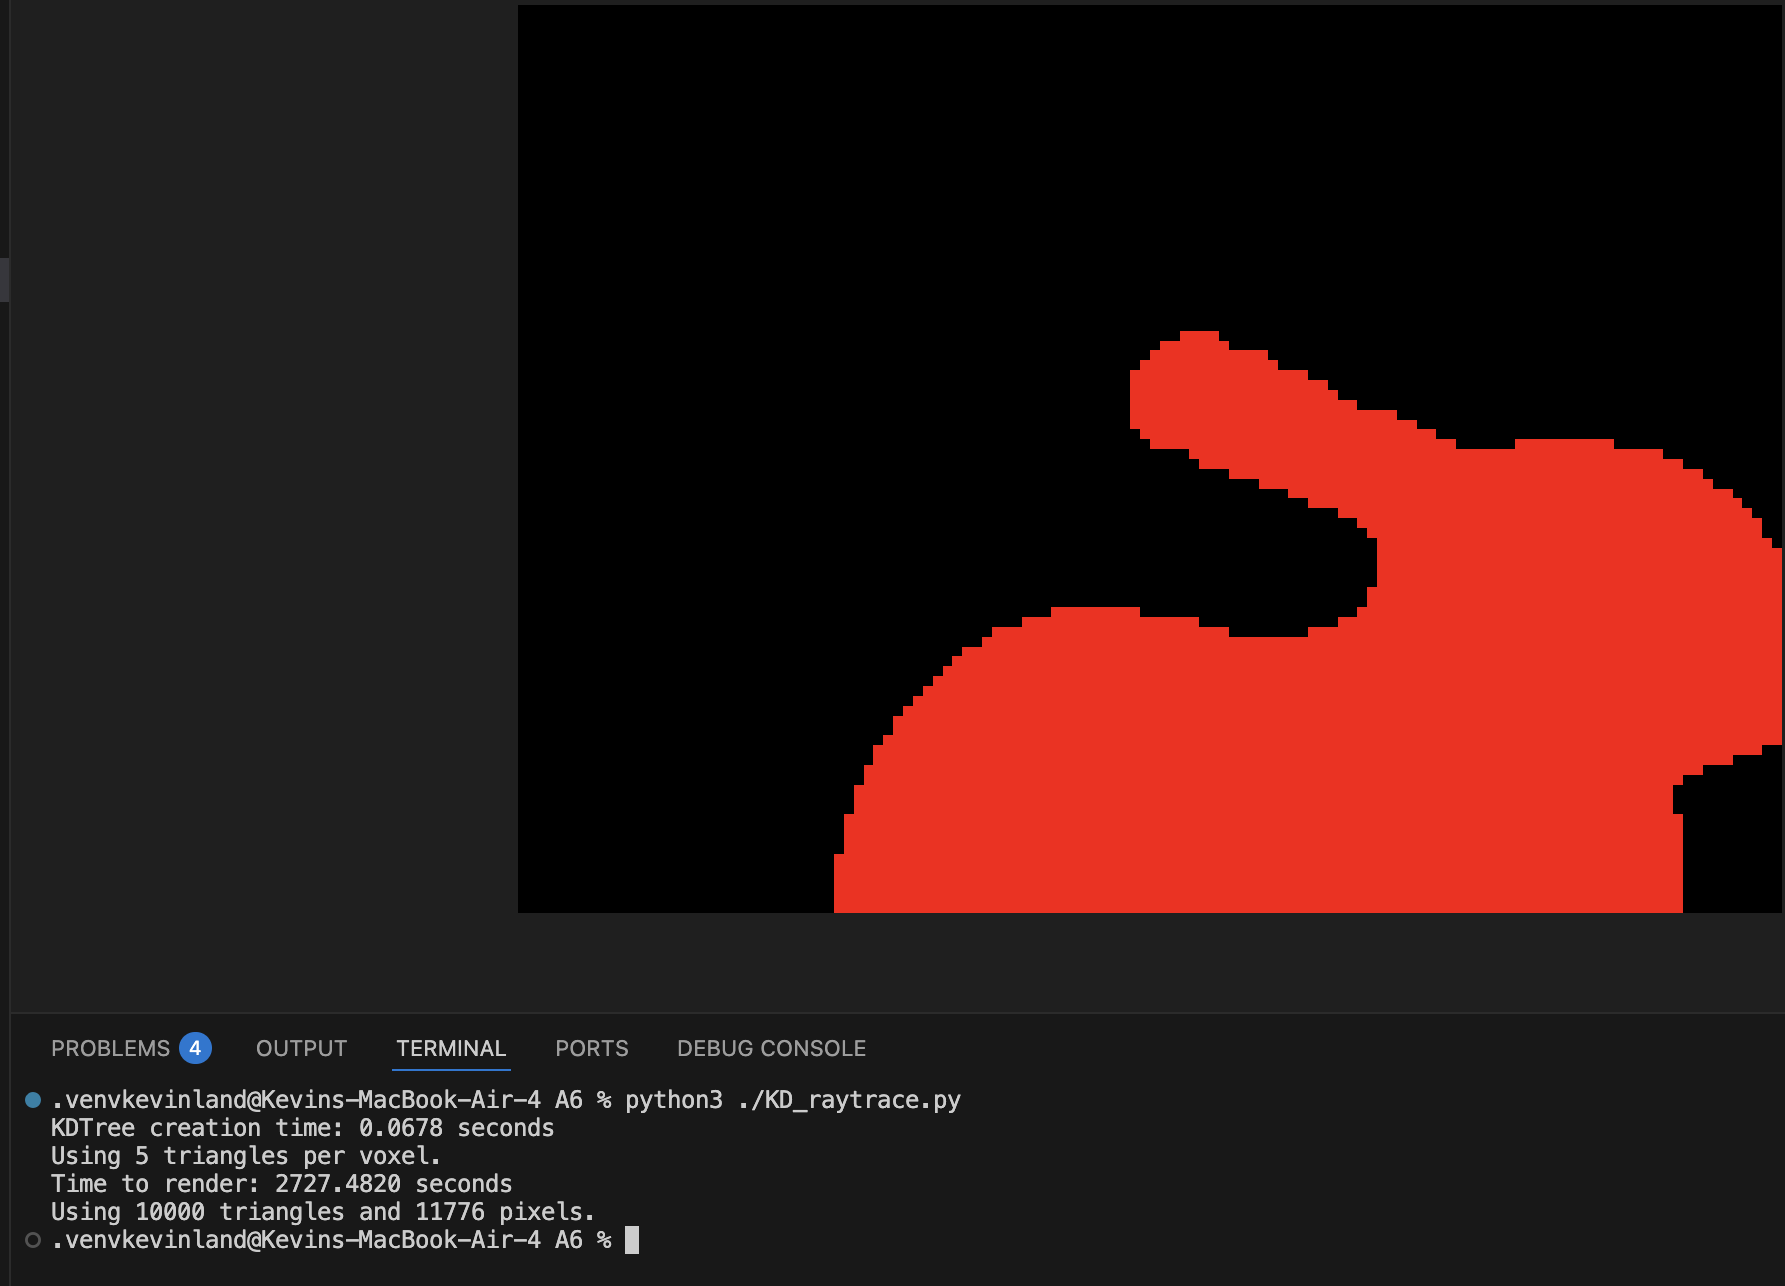 PROBLEMS 4 OUTPUT TERMINAL PORTS DEBUG CONSOLE
.venvkevinland@Kevins-MacBook-Air-4 A6 % python3 ./KD_raytrace.py
KDTree creation time: 0.0678 seconds
Using 5 triangles per voxel.
Time to render: 2727.4820 seconds
Using 10000 triangles and 11776 pixels.
.venvkevinland@Kevins-MacBook-Air-4 A6 %